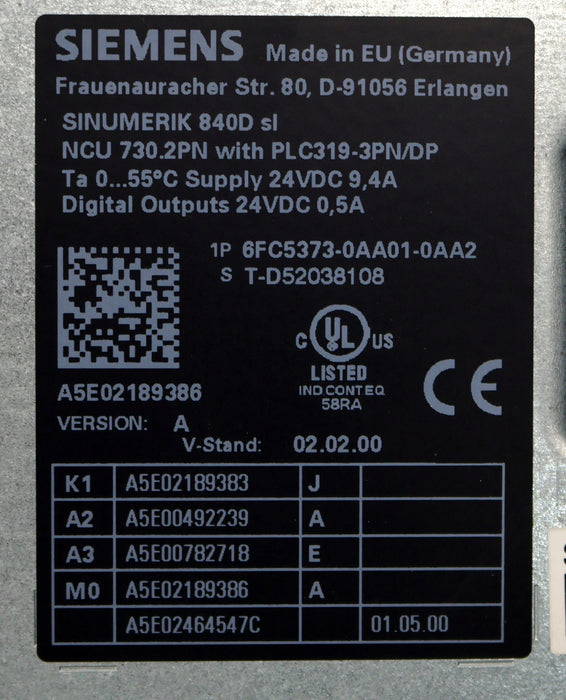 SIEMENS Made in EU (Germany)
Frauenauracher Str. 80, D-91056 Erlangen
SINUMERIK 840D sl
NCU 730.2PN with PLC319-3PN/DP
Ta 0...55°C Supply 24VDC 9,4A
Digital Outputs 24VDC 0,5A
1P 6FC5373-0AA01-0AA2
S T-D52038108
C UL US
LISTED
IND CONT EQ
58RA
CE
A5E02189386
VERSION: A
V-Stand: 02.02.00
K1 A5E02189383 J
A2 A5E00492239 A
A3 A5E00782718 E
M0 A5E02189386 A
A5E02464547C 01.05.00